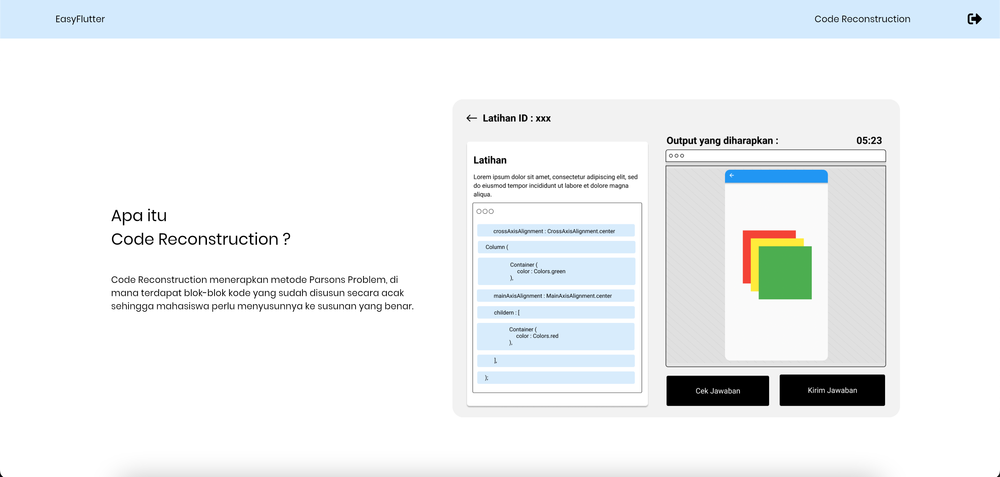 EasyFlutter
Code Reconstruction
Apa itu
Code Reconstruction ?
Code Reconstruction menerapkan metode Parsons Problem, di
mana terdapat blok-blok kode yang sudah disusun secara acak
sehingga mahasiswa perlu menyusunnya ke susunan yang benar.
Latihan ID : xxx
Latihan
Lorem ipsum dolor sit amet, consectetur adipiscing elit, sed
do eiusmod tempor incididunt ut labore et dolore magna
aliqua.
crossAxisAlignment : CrossAxisAlignment.center
Column (
Container (
color : Colors.green
),
mainAxisAlignment : MainAxisAlignment.center
childern : [
Container (
color : Colors.red
),
],
);
Output yang diharapkan :
05:23
Cek Jawaban
Kirim Jawaban